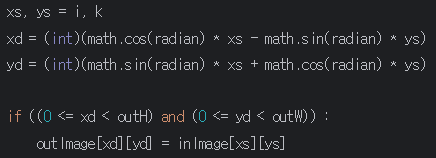 xs, ys = i, k
xd = (int)(math.cos(radian) * xs - math.sin(radian) * ys)
yd = (int)(math.sin(radian) * xs + math.cos(radian) * ys)
if ((0 <= xd < outH) and (0 <= yd < outW)) :
outImage[xd][yd] = inImage[xs][ys]